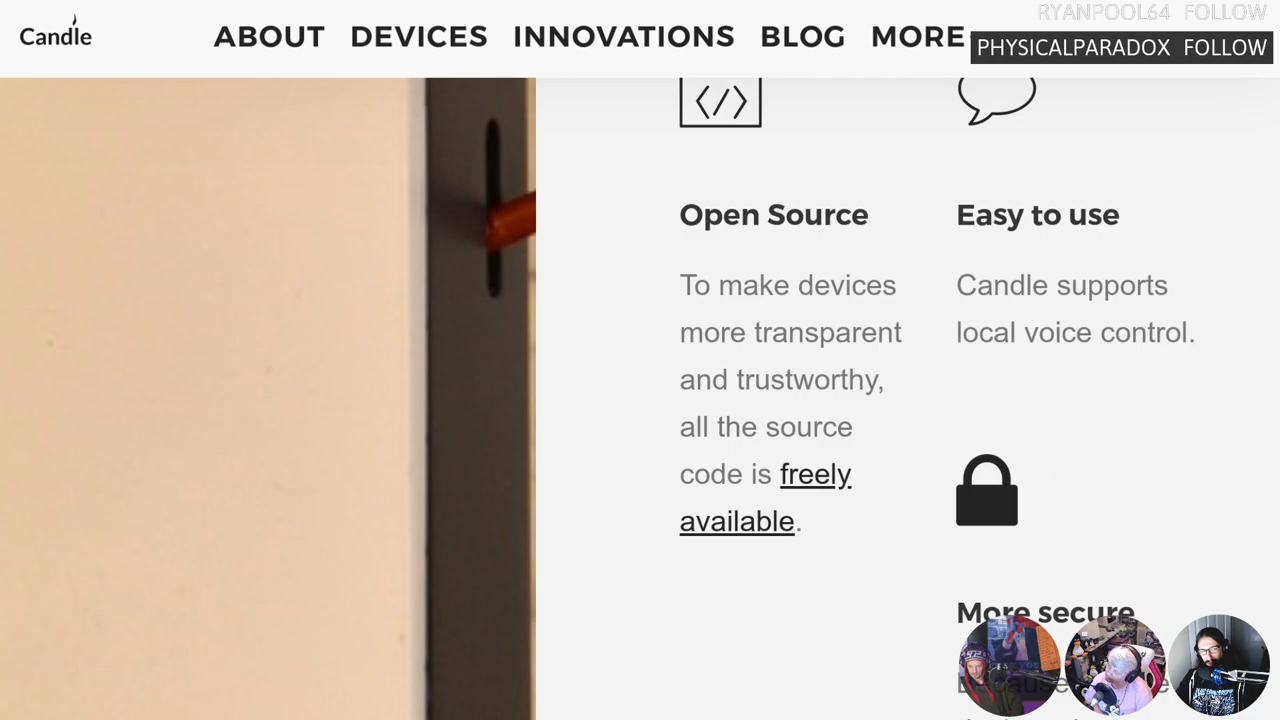 Candle
ABOUT DEVICES INNOVATIONS BLOG MORE
RYANPOOL64 FOLLOW
PHYSICALPARADOX FOLLOW
</>
Open Source
To make devices
more transparent
and trustworthy,
all the source
code is freely
available.
Easy to use
Candle supports
local voice control.
More secure